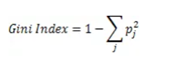 Gini Index = 1 − ∑ⱼ pⱼ²